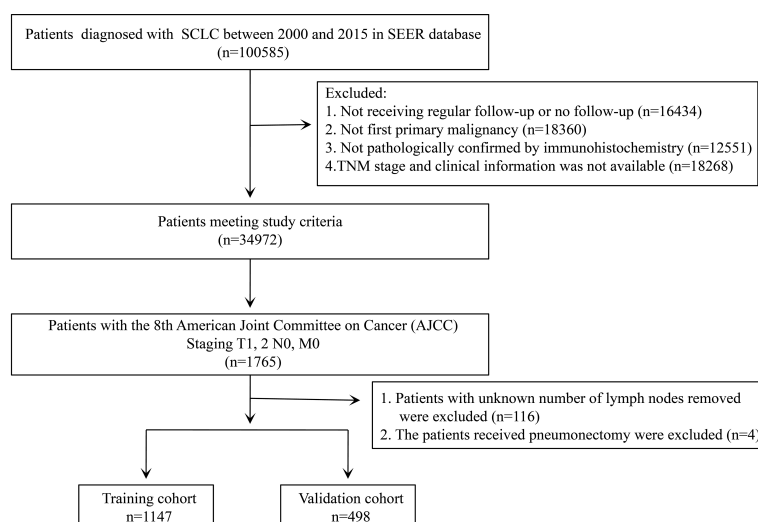 Patients diagnosed with SCLC between 2000 and 2015 in SEER database
(n=100585)
Excluded:
1. Not receiving regular follow-up or no follow-up (n=16434)
2. Not first primary malignancy (n=18360)
3. Not pathologically confirmed by immunohistochemistry (n=12551)
4.TNM stage and clinical information was not available (n=18268)
Patients meeting study criteria
(n=34972)
Patients with the 8th American Joint Committee on Cancer (AJCC)
Staging T1, 2 N0, M0
(n=1765)
1. Patients with unknown number of lymph nodes removed
were excluded (n=116)
2. The patients received pneumonectomy were excluded (n=4)
Training cohort
n=1147
Validation cohort
n=498